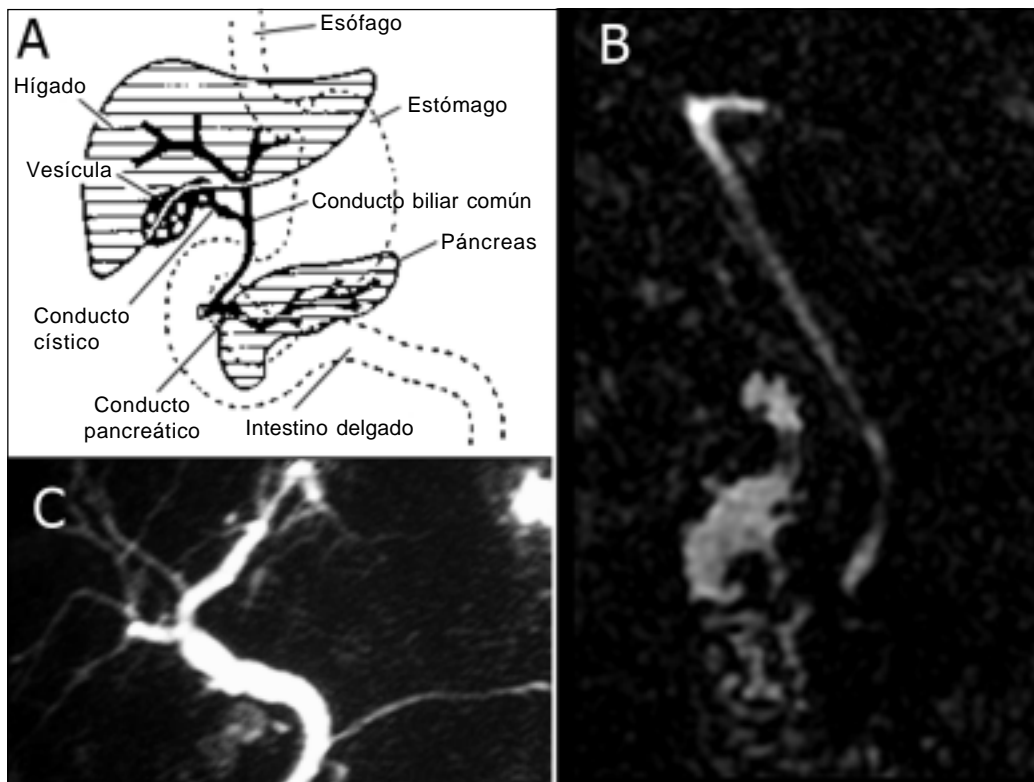 A
Esófago
Hígado
Estómago
Vesícula
Conducto biliar común
Páncreas
Conducto
cístico
Conducto
pancreático
Intestino delgado
B
C